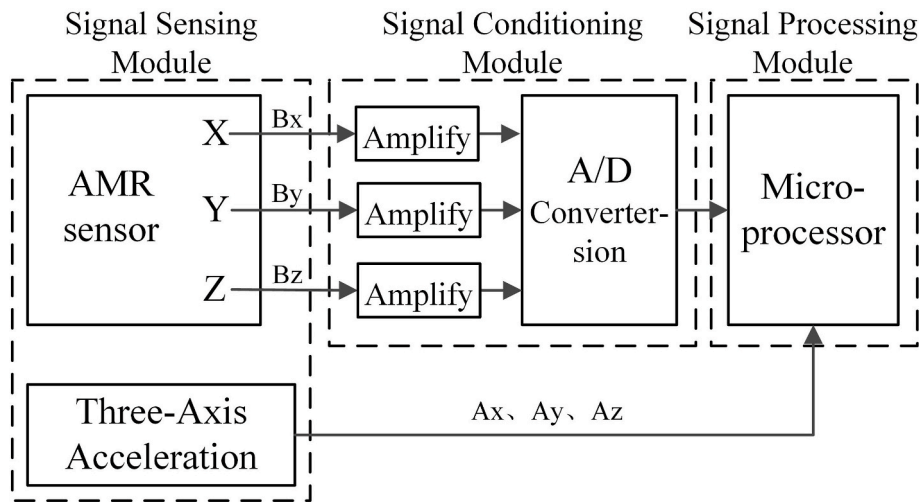 Signal Sensing
Module
Signal Conditioning
Module
Signal Processing
Module
AMR
sensor
X
Y
Z
Bx
By
Bz
Amplify
Amplify
Amplify
A/D
Converter-
sion
Micro-
processor
Three-Axis
Acceleration
Ax、Ay、Az